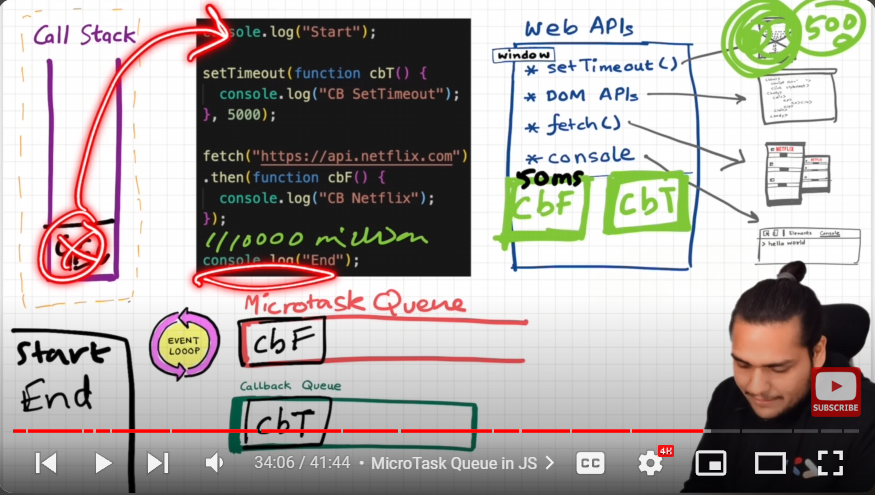 Call Stack
console.log("Start");
setTimeout(function cbT() {
console.log("CB SetTimeout");
}, 5000);
fetch("https://api.netflix.com")
.then(function cbF() {
console.log("CB Netflix");
});
10000 million
console.log("End");
Web APIs
window
* setTimeout()
* DOM APIs
* fetch()
* console
50ms
cbF
cbT
500
NETFLIX
Elements Console
> hello world
Microtask Queue
EVENT
LOOOP
cbF
Callback Queue
cbT
Start
End
SUBSCRIBE
34:06 / 41:44 • MicroTask Queue in JS >
CC
4K